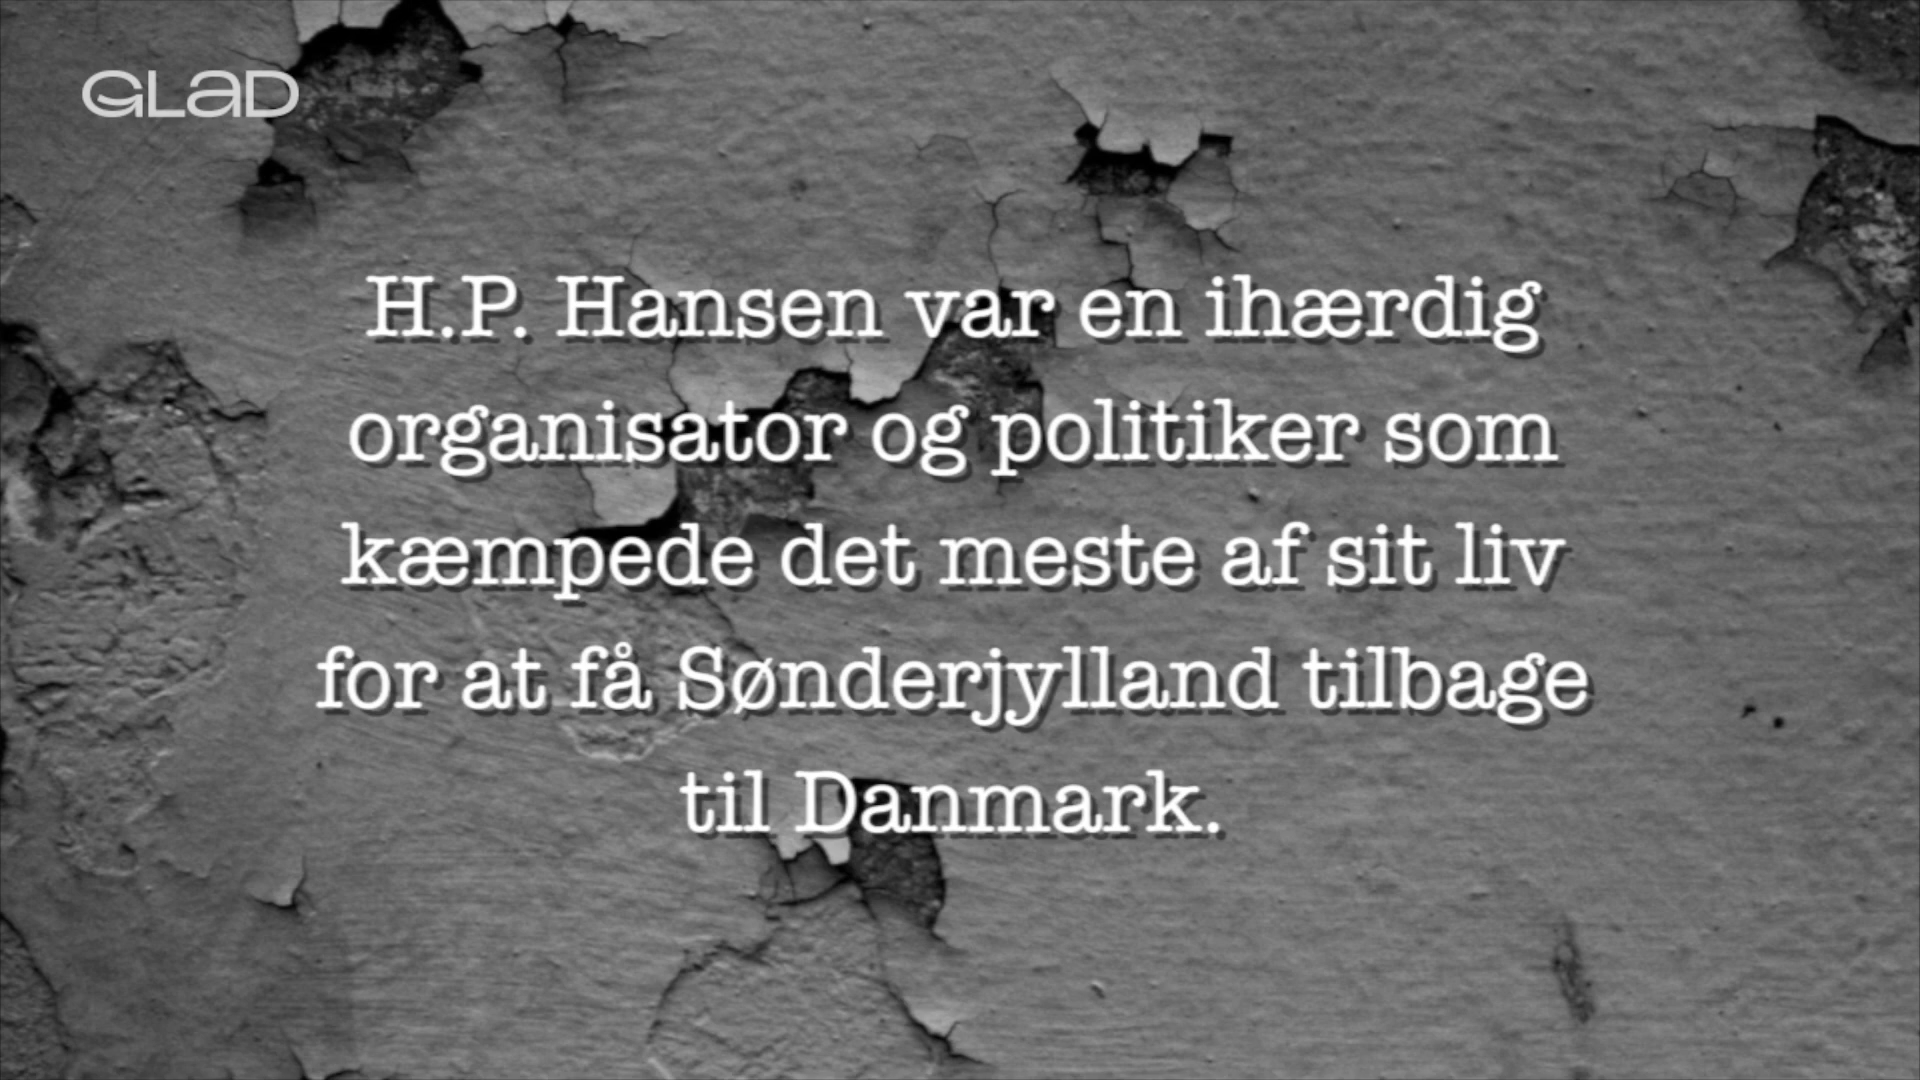 GLAD
H.P. Hansen var en ihærdig
organisator og politiker som
kæmpede det meste af sit liv
for at få Sønderjylland tilbage
til Danmark.